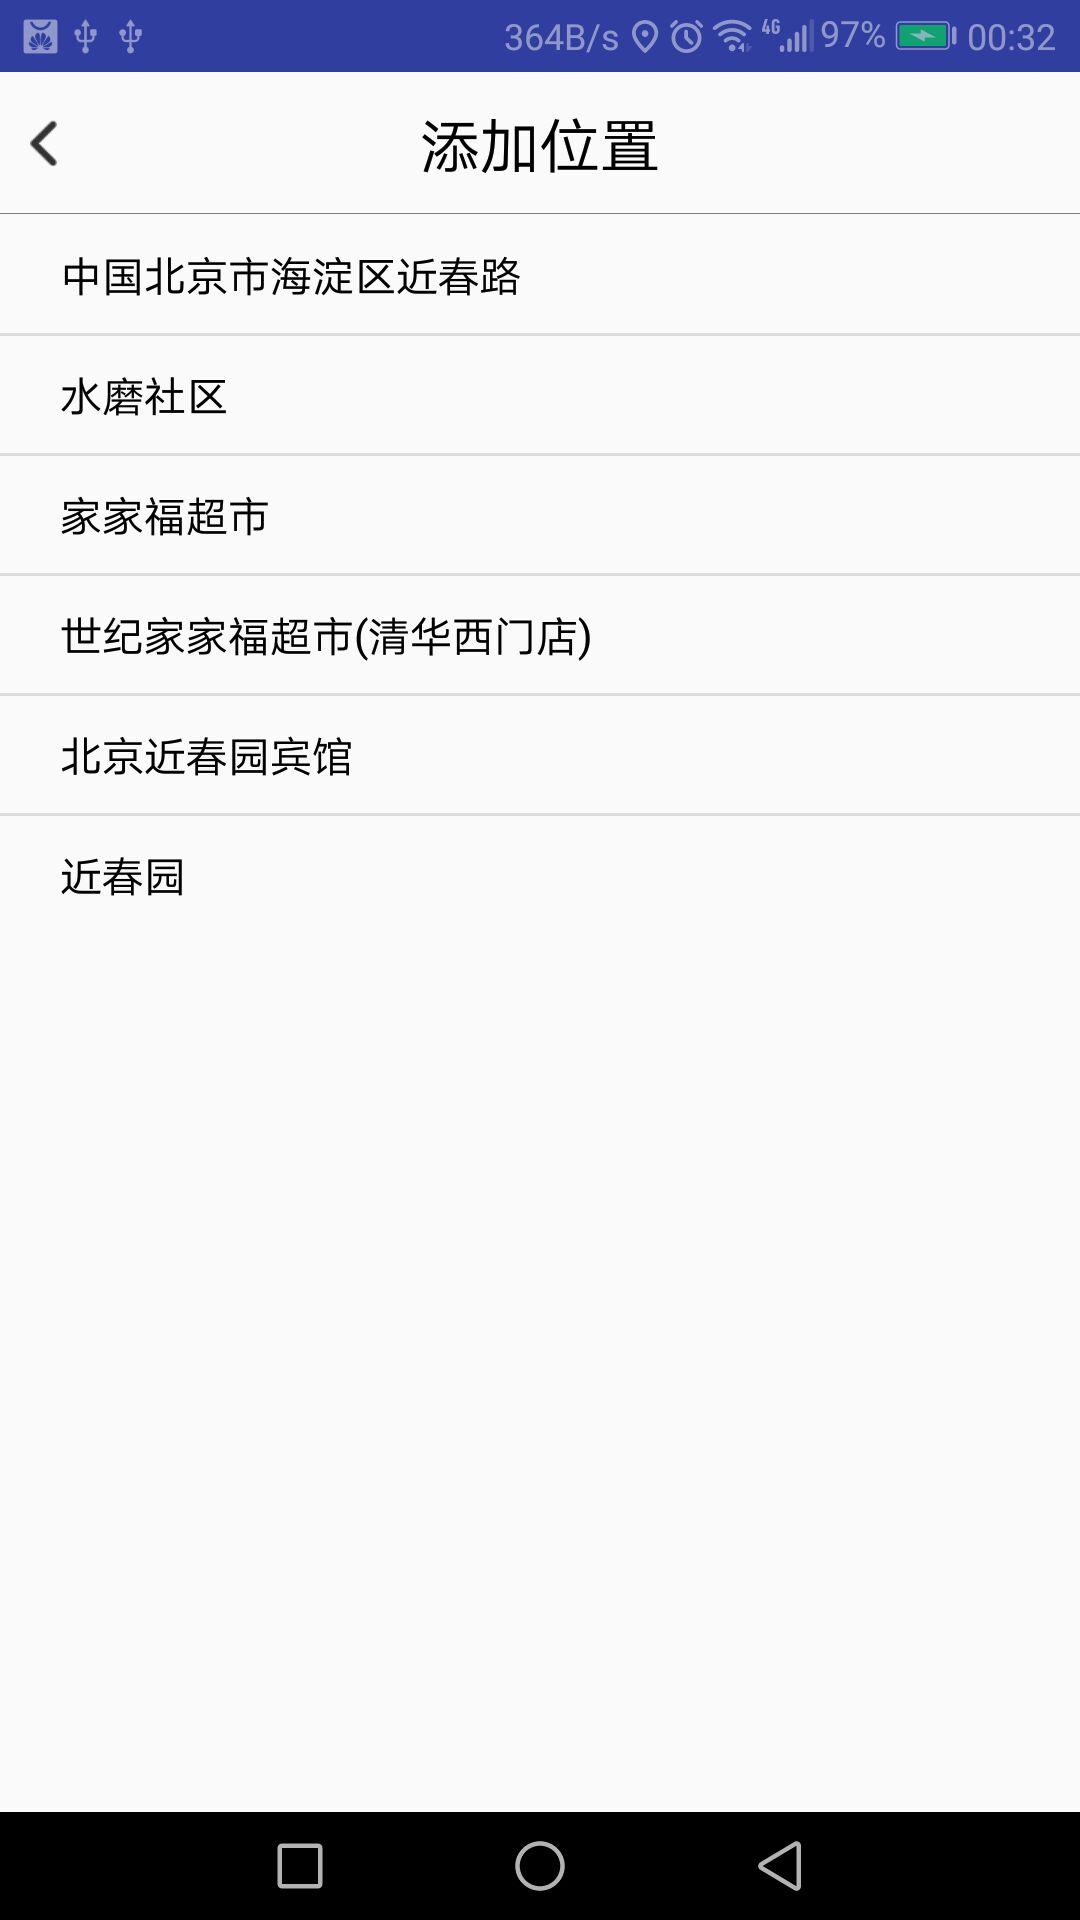 364B/s 4G 97% 00:32
添加位置
中国北京市海淀区近春路
水磨社区
家家福超市
世纪家家福超市(清华西门店)
北京近春园宾馆
近春园